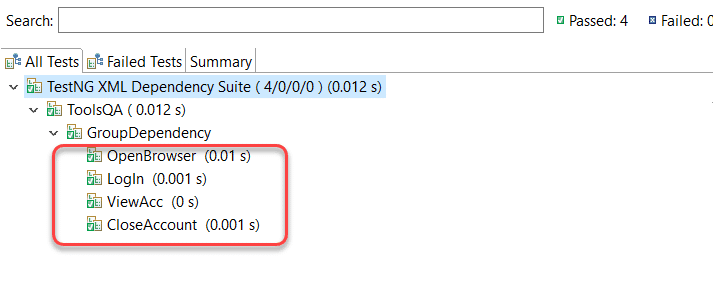 Search: Passed: 4 Failed: 0
All Tests Failed Tests Summary
TestNG XML Dependency Suite ( 4/0/0/0 ) (0.012 s)
ToolsQA ( 0.012 s)
GroupDependency
OpenBrowser (0.01 s)
LogIn (0.001 s)
ViewAcc (0 s)
CloseAccount (0.001 s)